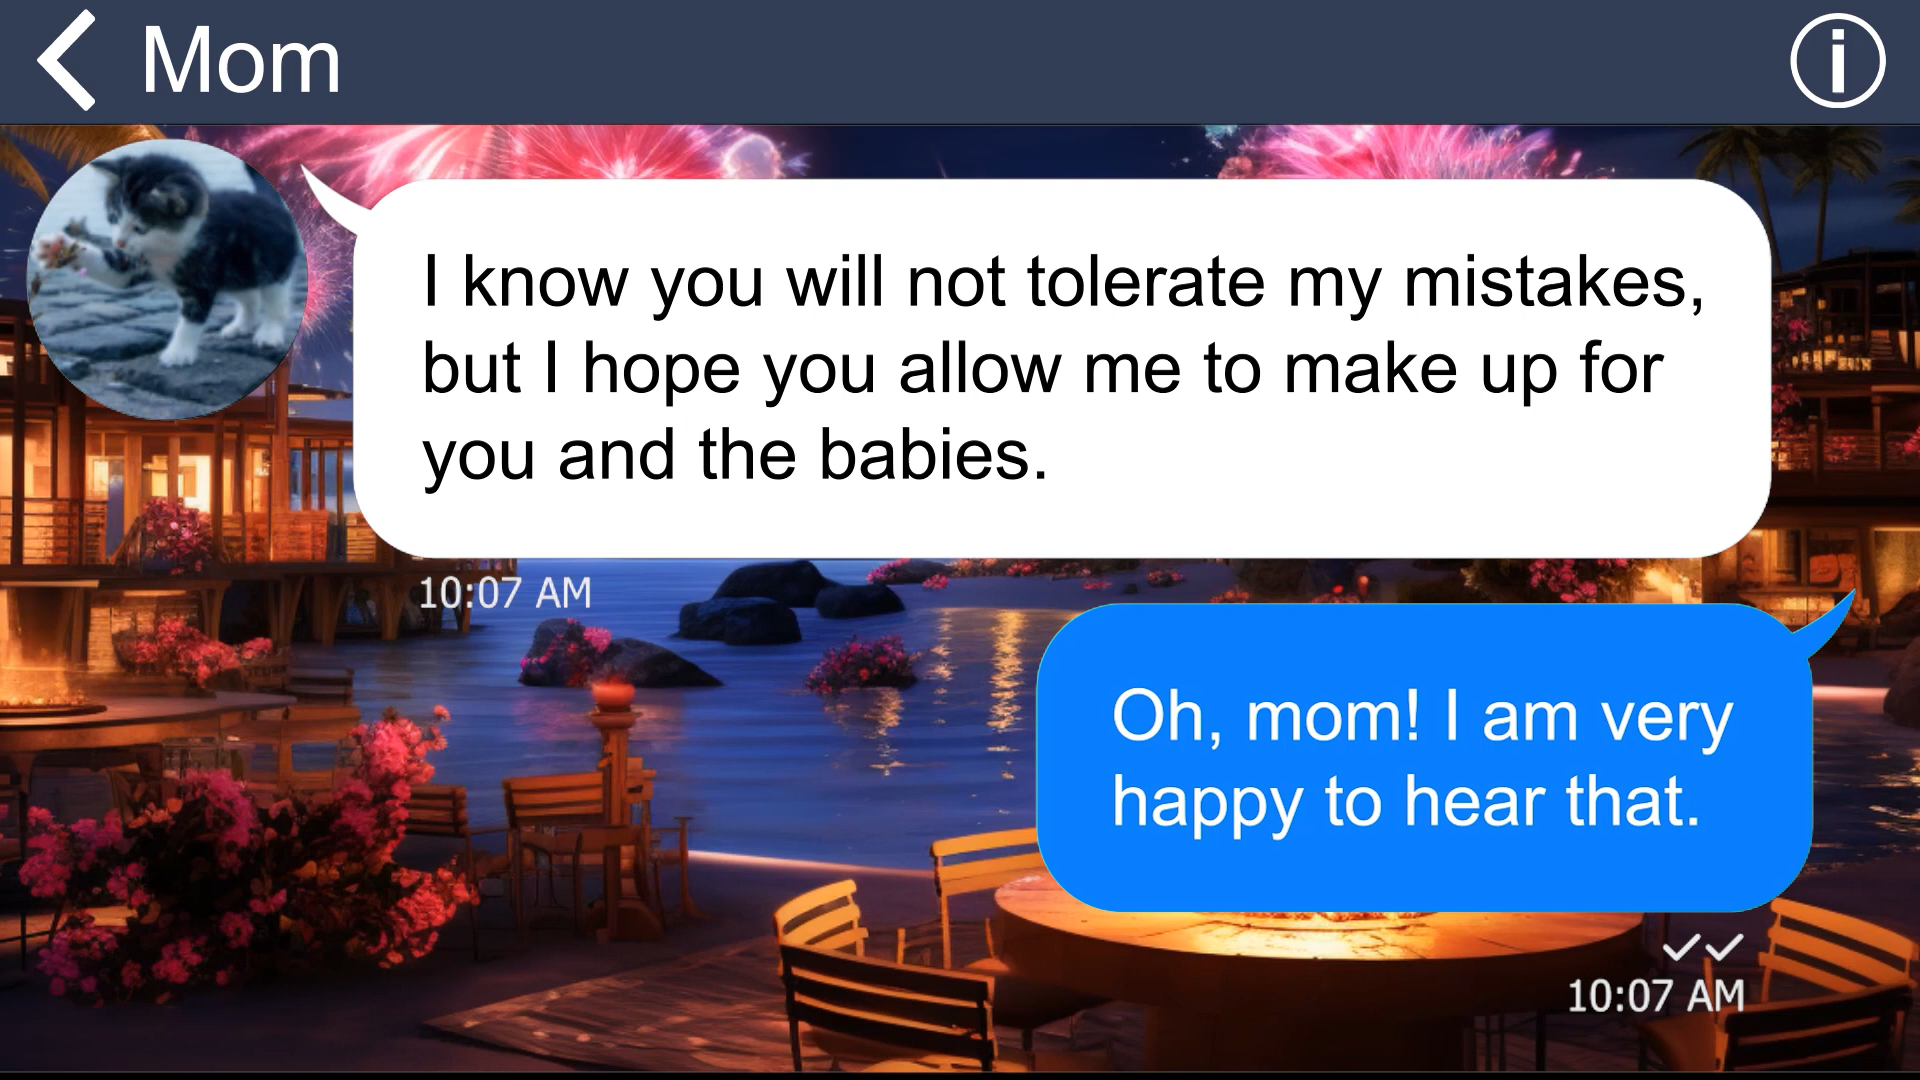 Mom
I know you will not tolerate my mistakes,
but I hope you allow me to make up for
you and the babies.
10:07 AM
Oh, mom! I am very
happy to hear that.
10:07 AM